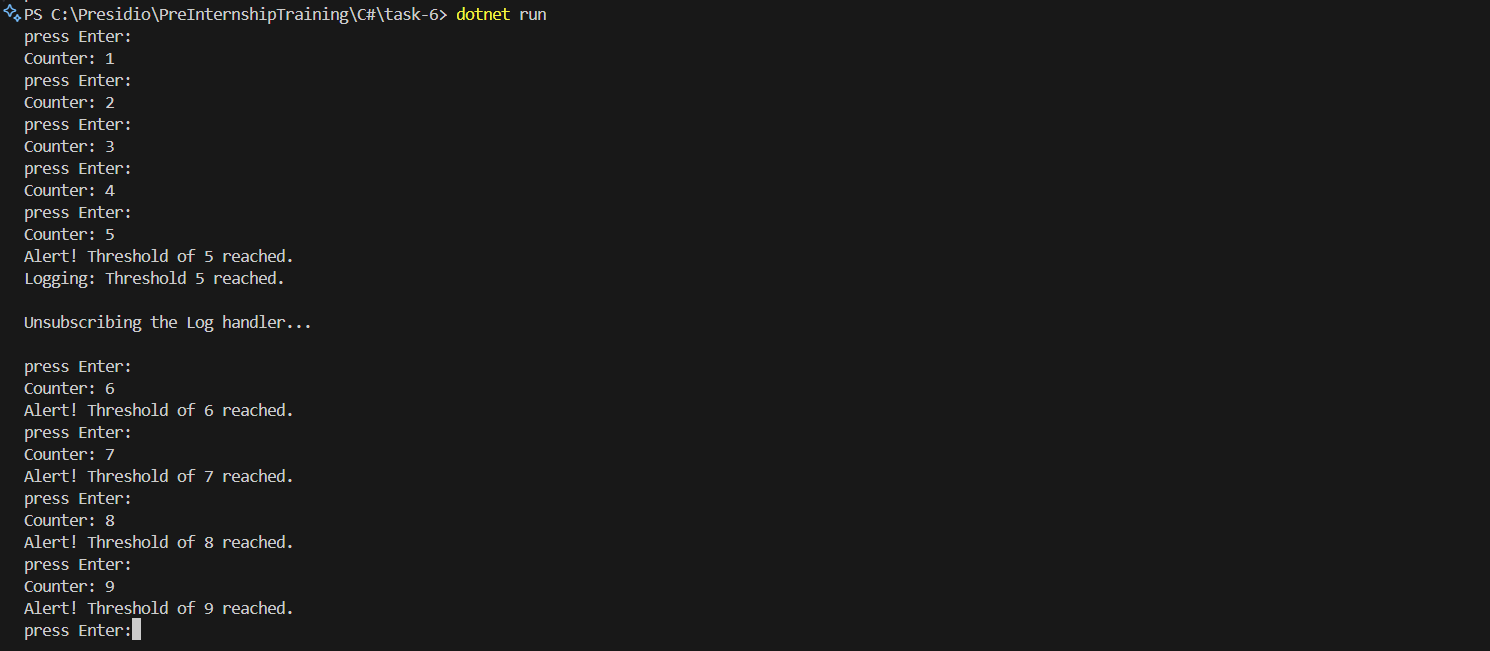 PS C:\Presidio\PreInternshipTraining\C#\task-6> dotnet run
press Enter:
Counter: 1
press Enter:
Counter: 2
press Enter:
Counter: 3
press Enter:
Counter: 4
press Enter:
Counter: 5
Alert! Threshold of 5 reached.
Logging: Threshold 5 reached.
Unsubscribing the Log handler...
press Enter:
Counter: 6
Alert! Threshold of 6 reached.
press Enter:
Counter: 7
Alert! Threshold of 7 reached.
press Enter:
Counter: 8
Alert! Threshold of 8 reached.
press Enter:
Counter: 9
Alert! Threshold of 9 reached.
press Enter: